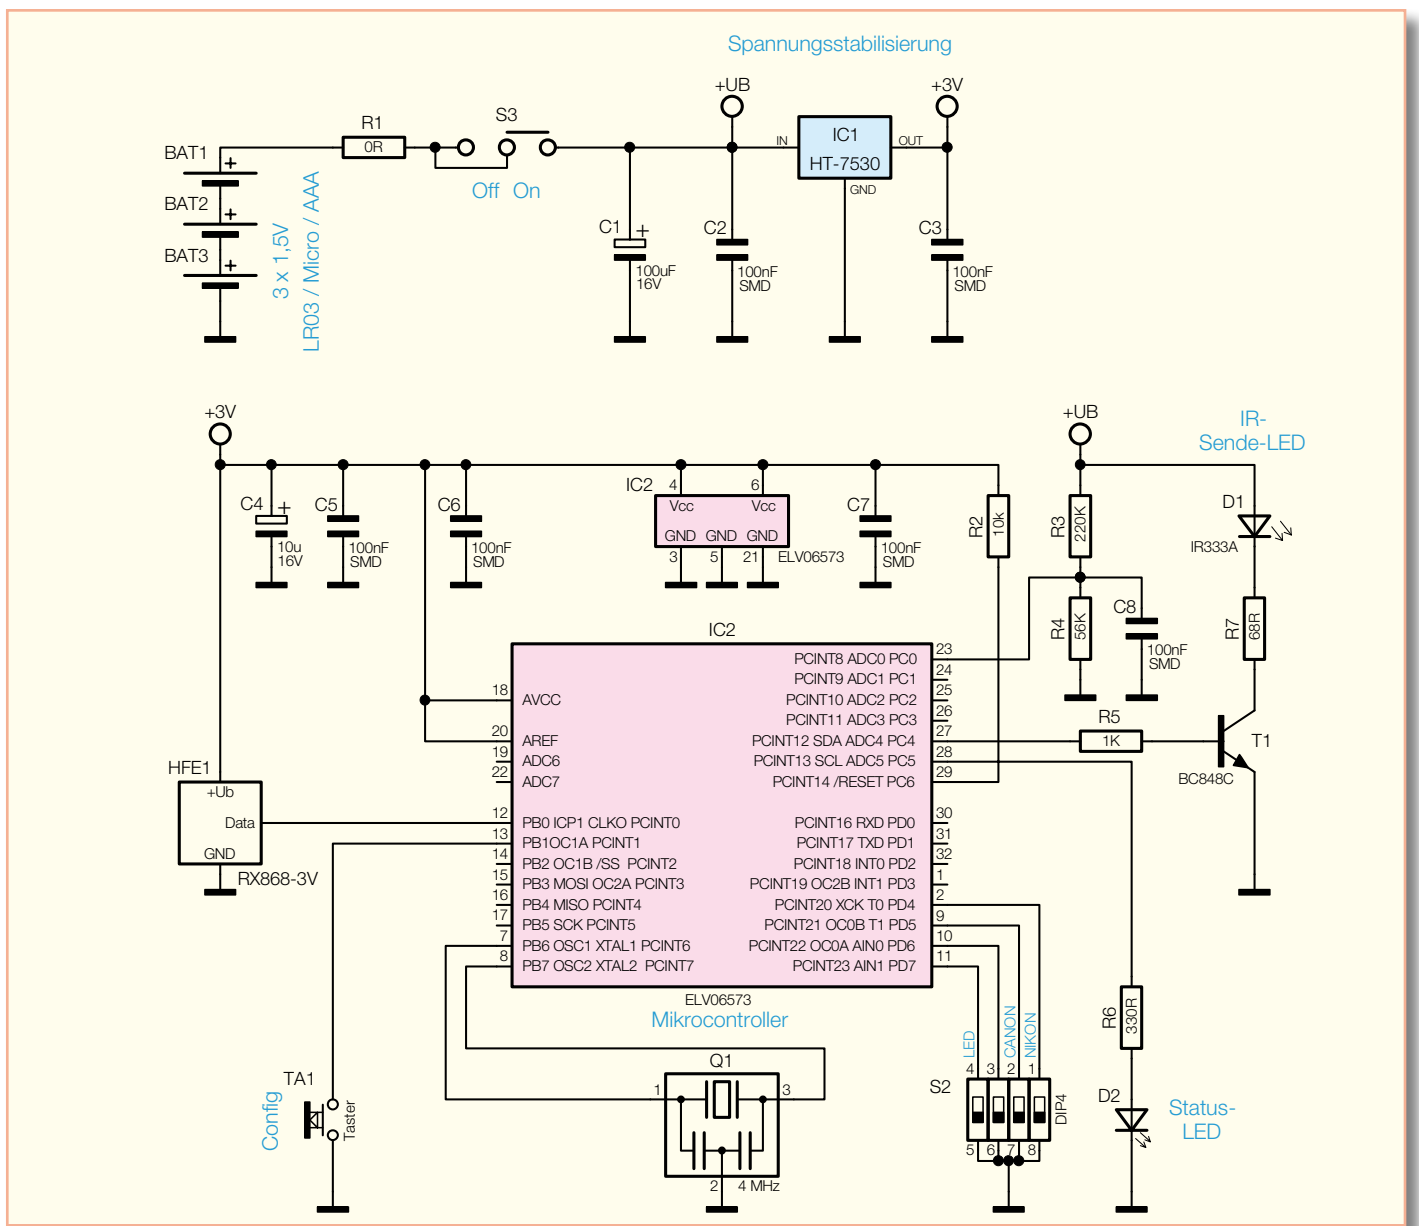 Spannungsstabilisierung
+UB
+3V
R1
0R
S3
Off On
IN
IC1
HT-7530
OUT
GND
BAT1
+
BAT2
+
BAT3
+
3 x 1,5V
LR03 / Micro / AAA
C1
+
100uF
16V
C2
100nF
SMD
C3
100nF
SMD
+3V
+UB
IR-
Sende-LED
C4
+
10u
16V
C5
100nF
SMD
C6
100nF
SMD
IC2
4
6
Vcc
Vcc
GND GND GND
3
5
21
ELV06573
C7
100nF
SMD
R2
10k
R3
220K
R4
56K
C8
100nF
SMD
D1
IR333A
R7
68R
R5
1K
T1
BC848C
IC2
18
AVCC
20
AREF
19
ADC6
22
ADC7
12
PB0 ICP1 CLKO PCINT0
13
PB1OC1A PCINT1
14
PB2 OC1B /SS PCINT2
15
PB3 MOSI OC2A PCINT3
16
PB4 MISO PCINT4
17
PB5 SCK PCINT5
7
PB6 OSC1 XTAL1 PCINT6
8
PB7 OSC2 XTAL2 PCINT7
PCINT8 ADC0 PC0
23
PCINT9 ADC1 PC1
24
PCINT10 ADC2 PC2
25
PCINT11 ADC3 PC3
26
PCINT12 SDA ADC4 PC4
27
PCINT13 SCL ADC5 PC5
28
PCINT14 /RESET PC6
29
PCINT16 RXD PD0
30
PCINT17 TXD PD1
31
PCINT18 INT0 PD2
32
PCINT19 OC2B INT1 PD3
1
PCINT20 XCK T0 PD4
2
PCINT21 OC0B T1 PD5
9
PCINT22 OC0A AIN0 PD6
10
PCINT23 AIN1 PD7
11
ELV06573
Mikrocontroller
HFE1
+Ub
Data
GND
RX868-3V
TA1
Config
Taster
Q1
1
3
2
4 MHz
LED
CANON
NIKON
S2
4 3 2 1
DIP4
5 6 7 8
R6
330R
D2
Status-
LED